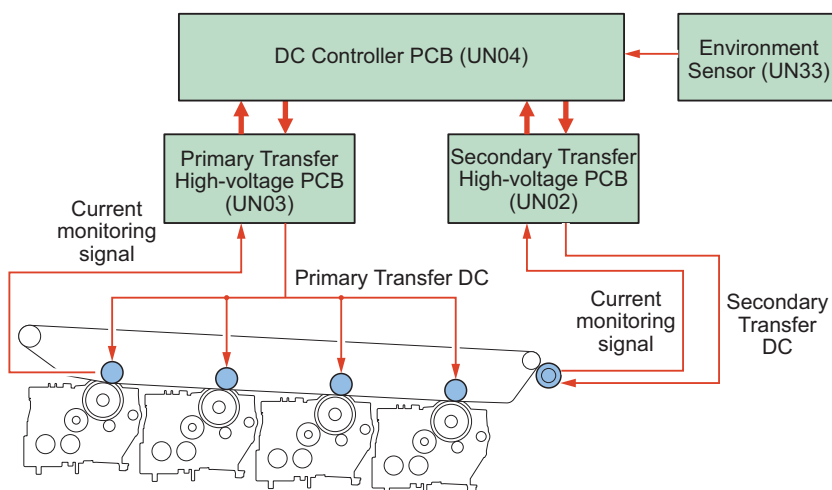 DC Controller PCB (UN04)
Environment
Sensor (UN33)
Primary Transfer
High-voltage PCB
(UN03)
Secondary Transfer
High-voltage PCB
(UN02)
Current
monitoring
signal
Primary Transfer DC
Current
monitoring
signal
Secondary
Transfer
DC